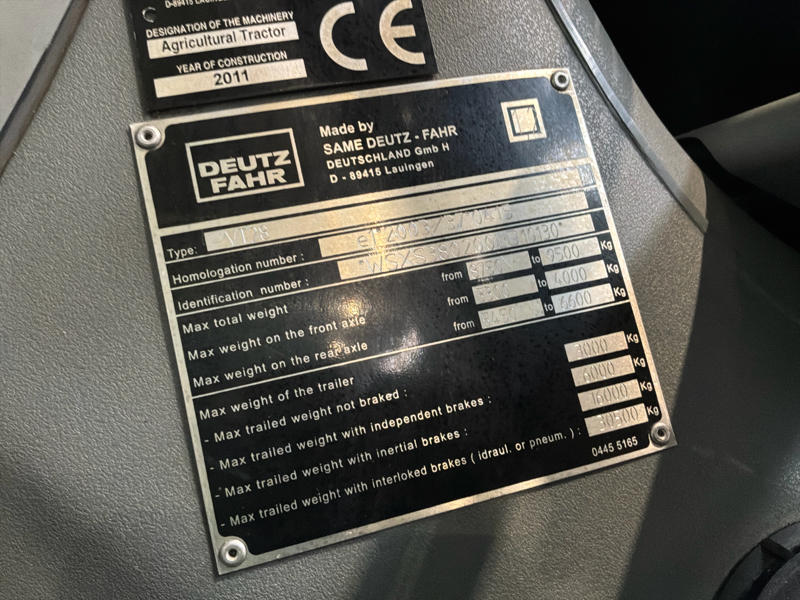 D-89415
DESIGNATION OF THE MACHINERY
Agricultural Tractor
YEAR OF CONSTRUCTION
2011
CE
DEUTZ
FAHR
Made by
SAME DEUTZ - FAHR
DEUTSCHLAND Gmb H
D - 89415 Lauingen
Type:
Homologation number :
Identification number :
Max total weight from to 9500 Kg
Max weight on the front axle from to 4000 Kg
Max weight on the rear axle from to 6600 Kg
Max weight of the trailer
- Max trailed weight not braked : 3000 Kg
- Max trailed weight with independent brakes : 6000 Kg
- Max trailed weight with inertial brakes : 16000 Kg
- Max trailed weight with interloked brakes ( idraul. or pneum. ) : 30500 Kg
0445 5165